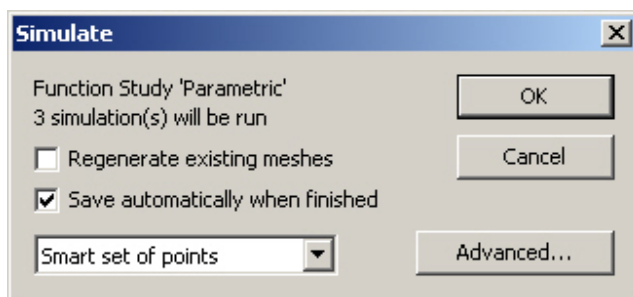 Simulate
Function Study 'Parametric'
3 simulation(s) will be run
Regenerate existing meshes
Save automatically when finished
Smart set of points
OK
Cancel
Advanced...